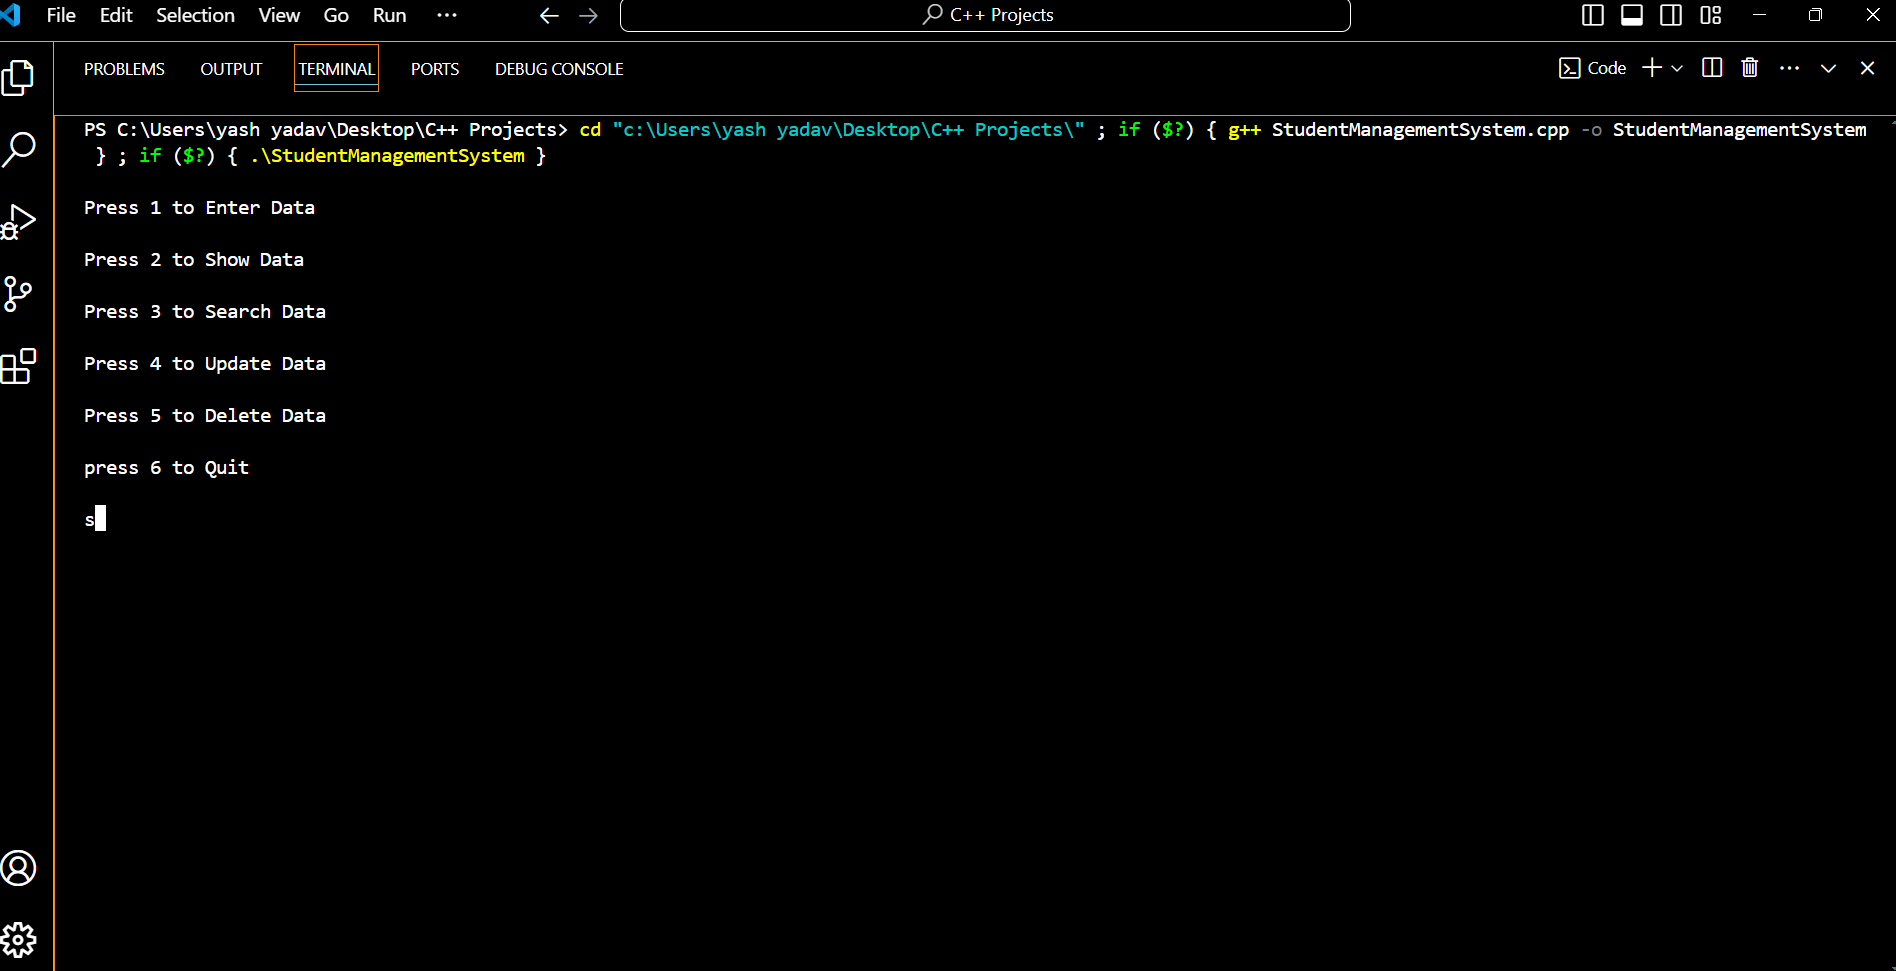 File Edit Selection View Go Run ··· C++ Projects
PROBLEMS OUTPUT TERMINAL PORTS DEBUG CONSOLE Code
PS C:\Users\yash yadav\Desktop\C++ Projects> cd "c:\Users\yash yadav\Desktop\C++ Projects\" ; if ($?) { g++ StudentManagementSystem.cpp -o StudentManagementSystem
} ; if ($?) { .\StudentManagementSystem }
Press 1 to Enter Data
Press 2 to Show Data
Press 3 to Search Data
Press 4 to Update Data
Press 5 to Delete Data
press 6 to Quit
s